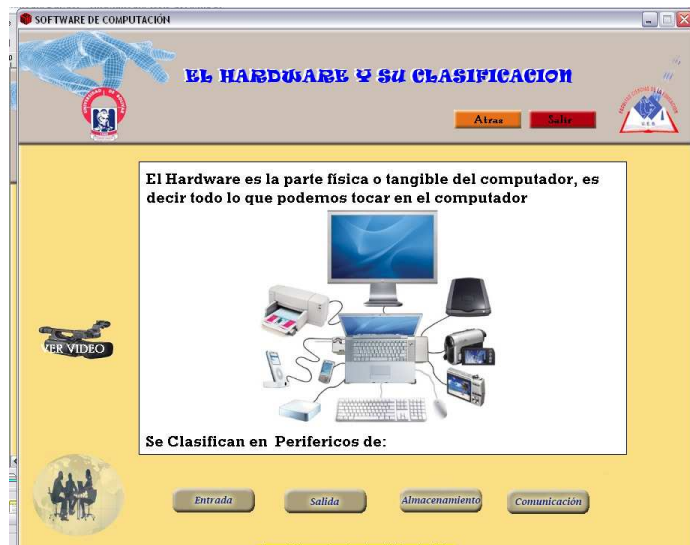 SOFTWARE DE COMPUTACIÓN
EL HARDWARE Y SU CLASIFICACION
Atras
Salir
El Hardware es la parte física o tangible del computador, es
decir todo lo que podemos tocar en el computador
VER VIDEO
Se Clasifican en Perifericos de:
Entrada
Salida
Almacenamiento
Comunicación